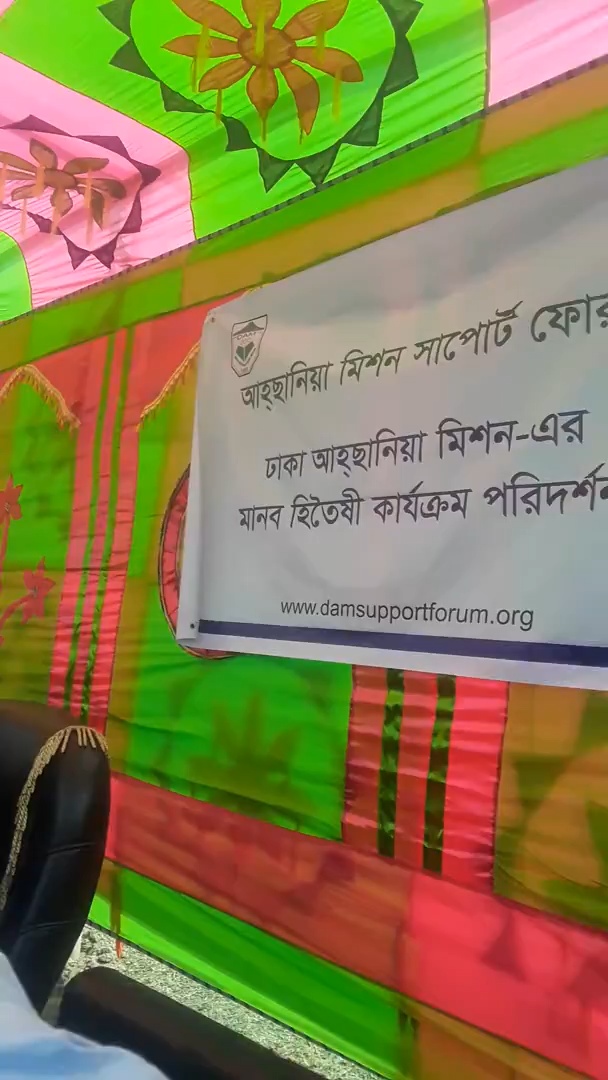 আহ্ছানিয়া মিশন সাপোর্ট
ঢাকা আহ্ছানিয়া মিশন-এর
মানব হিতৈষী কার্যক্রম
www.damsupportforum.org